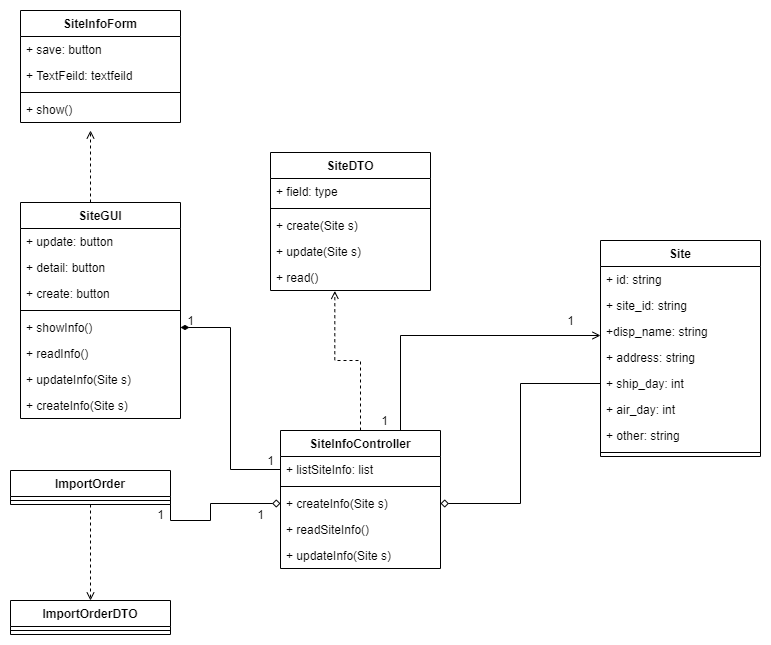 SiteInfoForm
+ save: button
+ TextFeild: textfeild
+ show()
SiteGUI
+ update: button
+ detail: button
+ create: button
+ showInfo()
+ readInfo()
+ updateInfo(Site s)
+ createInfo(Site s)
1
SiteDTO
+ field: type
+ create(Site s)
+ update(Site s)
+ read()
Site
+ id: string
+ site_id: string
+disp_name: string
+ address: string
+ ship_day: int
+ air_day: int
+ other: string
1
1
1
SiteInfoController
+ listSiteInfo: list
+ createInfo(Site s)
+ readSiteInfo()
+ updateInfo(Site s)
ImportOrder
1
1
ImportOrderDTO